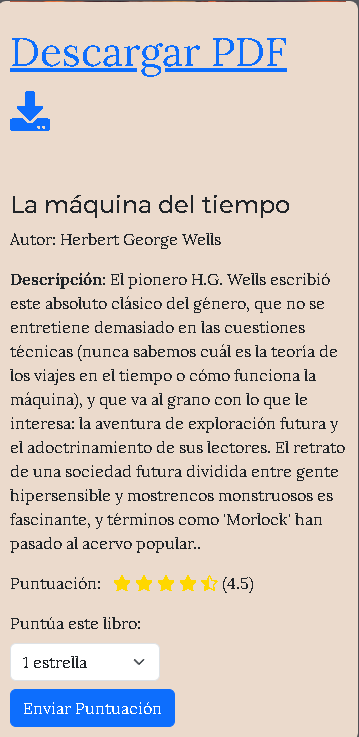 Descargar PDF
La máquina del tiempo
Autor: Herbert George Wells
Descripción: El pionero H.G. Wells escribió
este absoluto clásico del género, que no se
entretiene demasiado en las cuestiones
técnicas (nunca sabemos cuál es la teoría de
los viajes en el tiempo o cómo funciona la
máquina), y que va al grano con lo que le
interesa: la aventura de exploración futura y
el adoctrinamiento de sus lectores. El retrato
de una sociedad futura dividida entre gente
hipersensible y mostrencos monstruosos es
fascinante, y términos como 'Morlock' han
pasado al acervo popular..
Puntuación: (4.5)
Puntúa este libro:
1 estrella
Enviar Puntuación